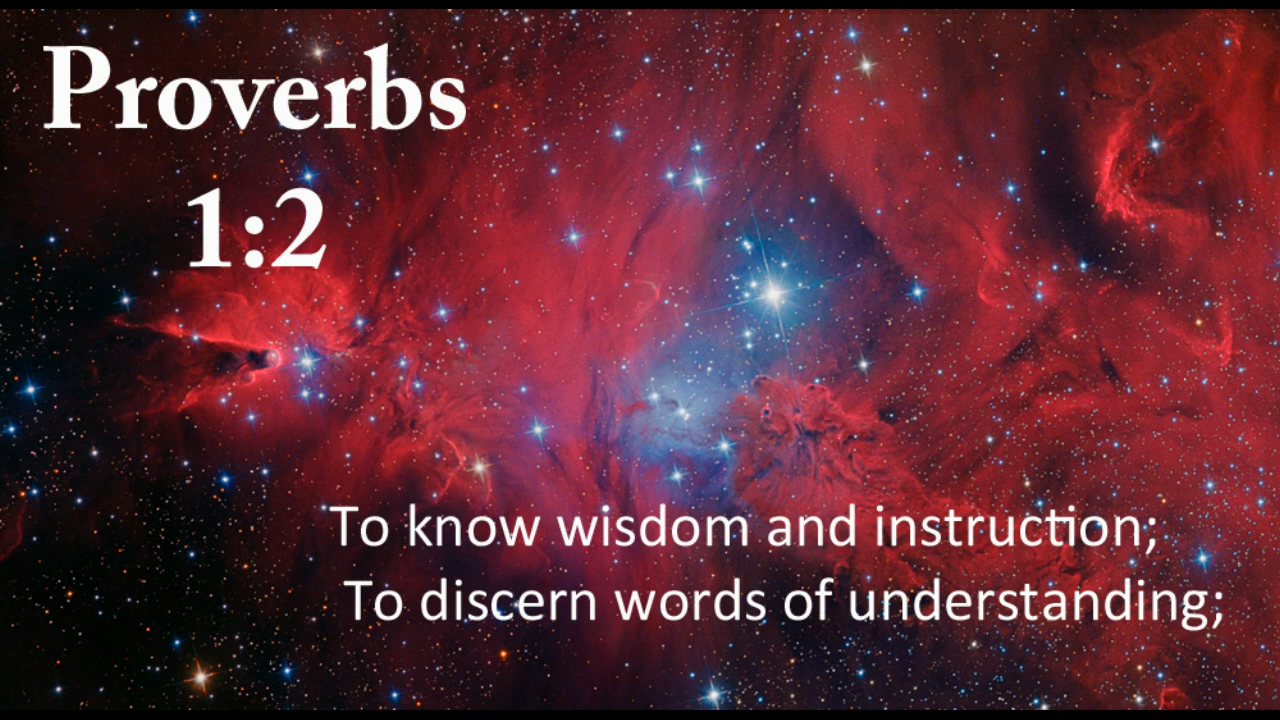 Proverbs
1:2
To know wisdom and instruction;
To discern words of understanding;